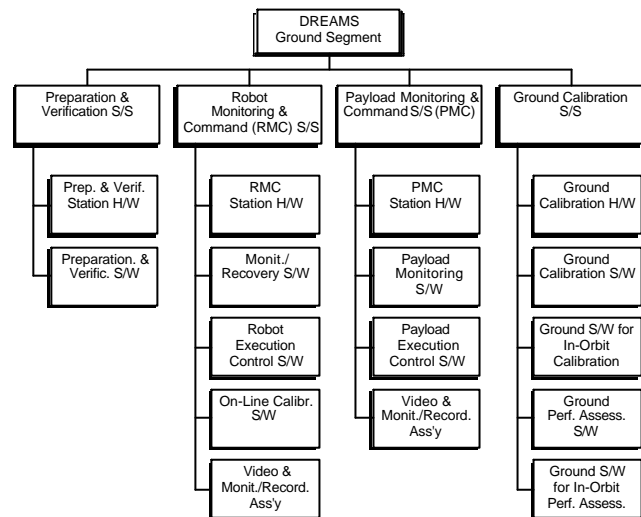 DREAMS
Ground Segment
Preparation &
Verification S/S
Robot
Monitoring &
Command (RMC) S/S
Payload Monitoring &
Command S/S (PMC)
Ground Calibration
S/S
Prep. & Verif.
Station H/W
Preparation. &
Verific. S/W
RMC
Station H/W
Monit./
Recovery S/W
Robot
Execution
Control S/W
On-Line Calibr.
S/W
Video &
Monit./Record.
Ass'y
PMC
Station H/W
Payload
Monitoring
S/W
Payload
Execution
Control S/W
Video &
Monit./Record.
Ass'y
Ground
Calibration H/W
Ground
Calibration S/W
Ground S/W for
In-Orbit
Calibration
Ground
Perf. Assess.
S/W
Ground S/W
for In-Orbit
Perf. Assess.